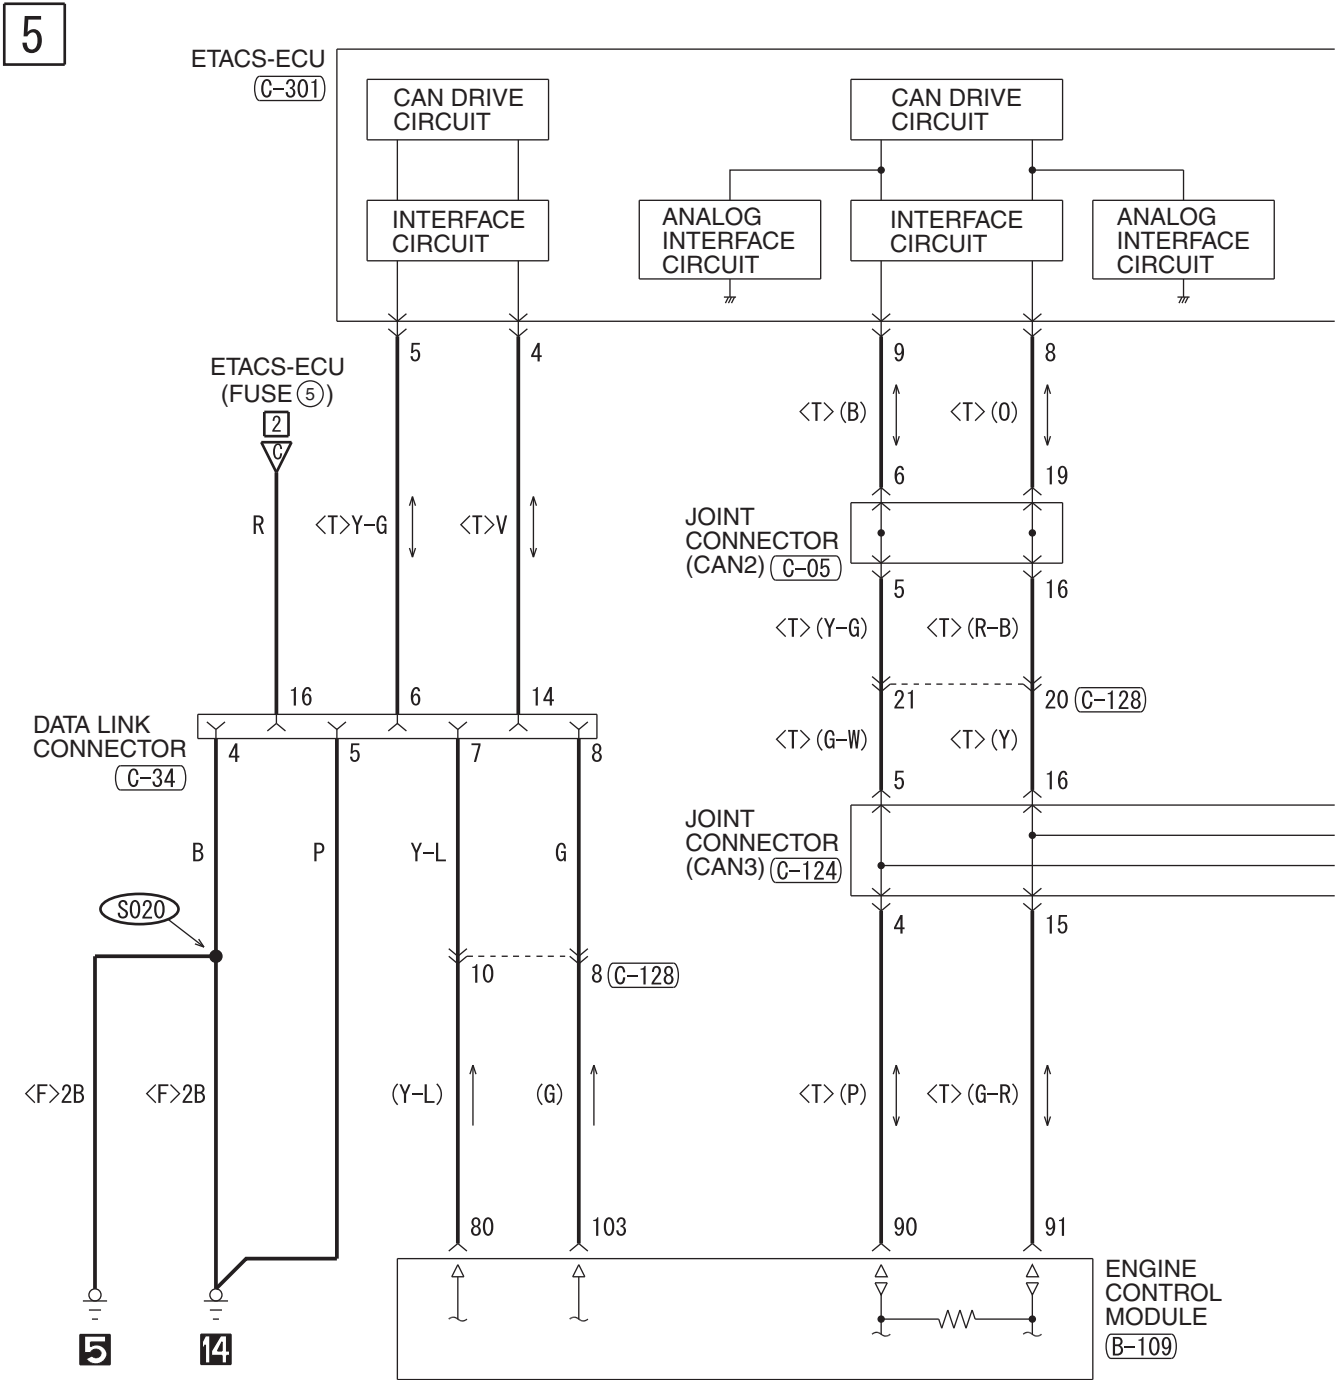 5
ETACS-ECU
C-301
CAN DRIVE
CIRCUIT
CAN DRIVE
CIRCUIT
INTERFACE
CIRCUIT
ANALOG
INTERFACE
CIRCUIT
INTERFACE
CIRCUIT
ANALOG
INTERFACE
CIRCUIT
5
4
9
8
ETACS-ECU
(FUSE 5)
2
C
<T>(B)
<T>(O)
6
19
R
<T>Y-G
<T>V
JOINT
CONNECTOR
(CAN2) C-05
5
16
<T>(Y-G)
<T>(R-B)
16
6
14
21
20 C-128
DATA LINK
CONNECTOR
C-34
4
5
7
8
<T>(G-W)
<T>(Y)
5
16
JOINT
CONNECTOR
(CAN3) C-124
B
P
Y-L
G
S020
4
15
10
8 C-128
<F>2B
<F>2B
(Y-L)
(G)
<T>(P)
<T>(G-R)
80
103
90
91
ENGINE
CONTROL
MODULE
B-109
5
14